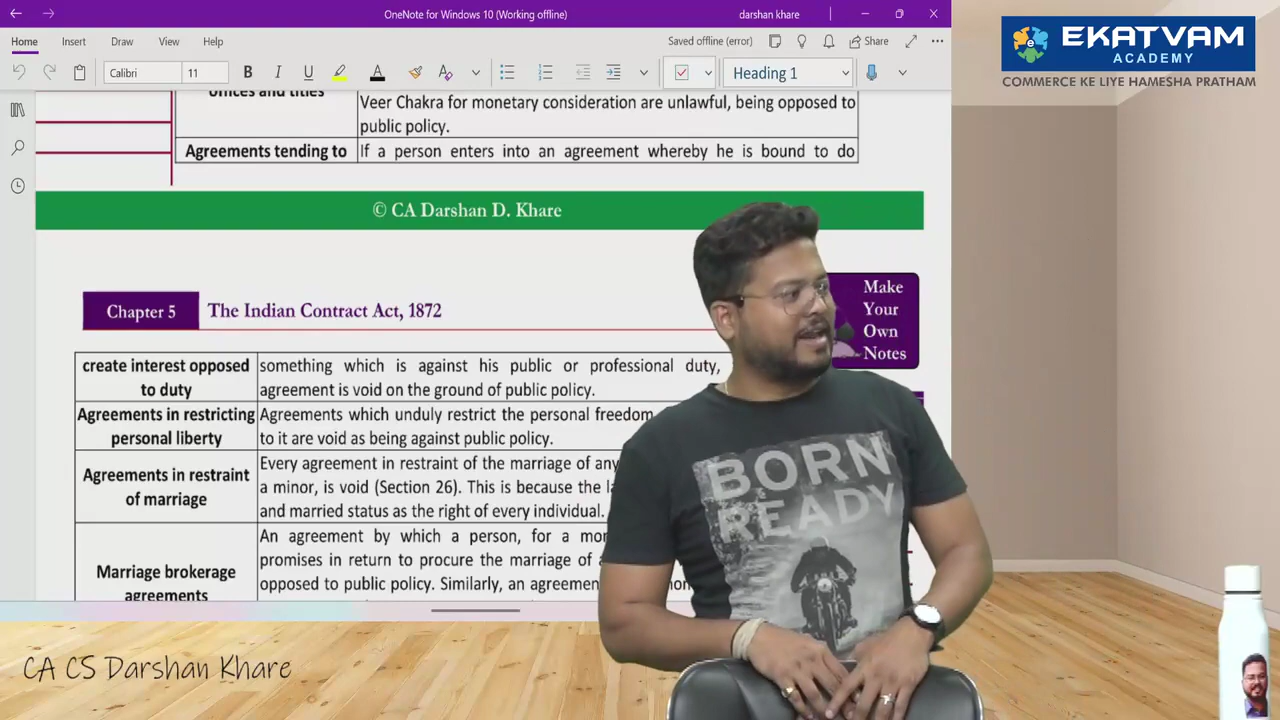 OneNote for Windows 10 (Working offline)
darshan khare
Home
Insert
Draw
View
Help
Saved offline (error)
Share
Calibri
11
B
I
U
A
Heading 1
EKATVAM
ACADEMY
COMMERCE KE LIYE HAMESHA PRATHAM
offices and titles
Veer Chakra for monetary consideration are unlawful, being opposed to
public policy.
Agreements tending to
If a person enters into an agreement whereby he is bound to do
© CA Darshan D. Khare
Chapter 5
The Indian Contract Act, 1872
Make
Your
Own
Notes
create interest opposed
to duty
something which is against his public or professional duty,
agreement is void on the ground of public policy.
Agreements in restricting
personal liberty
Agreements which unduly restrict the personal freedom
to it are void as being against public policy.
Agreements in restraint
of marriage
Every agreement in restraint of the marriage of any
a minor, is void (Section 26). This is because the
and married status as the right of every individual.
Marriage brokerage
agreements
An agreement by which a person, for a
promises in return to procure the marriage of
opposed to public policy. Similarly, an agreement
BORN
READY
CA CS Darshan Khare